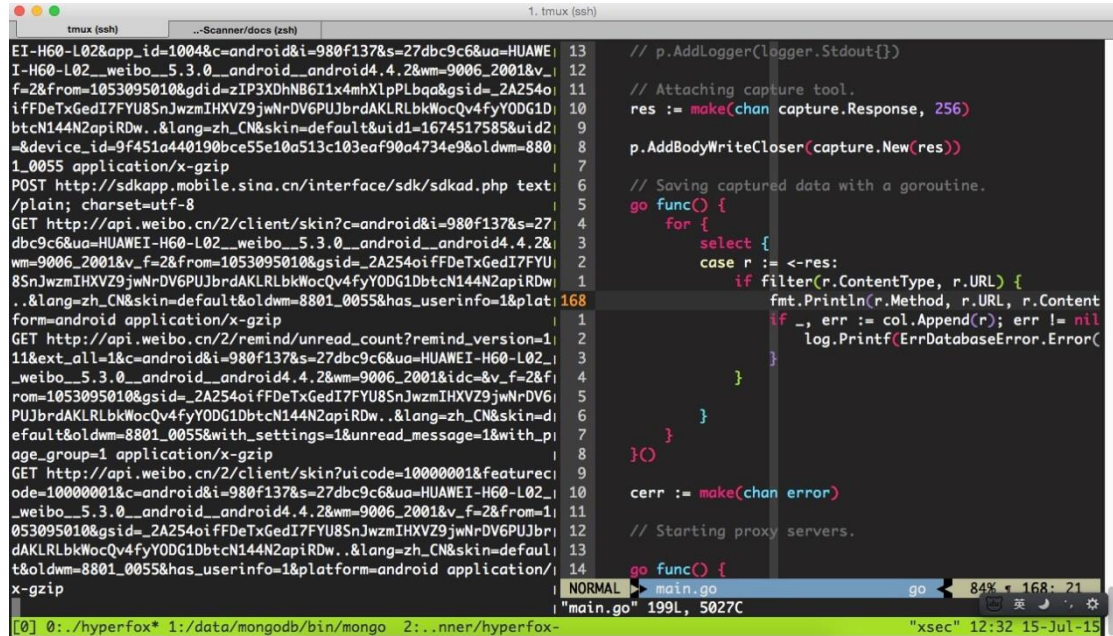 1. tmux (ssh)
tmux (ssh)
..-Scanner/docs (zsh)
EI-H60-L02&app_id=1004&c=android&i=980f137&s=27dbc9c6&ua=HUAWE
I-H60-L02__weibo__5.3.0__android__android4.4.2&wm=9006_2001&v_
f=2&from=1053095010&gdid=zIP3XDhNB6I1x4mhXlpPLbqa&gsid=_2A254o
ifFDeTxGedI7FYU8SnJwzmIHXVZ9jwNrDV6PUJbrdAKLRLbkWocQv4fyYODG1D
btcN144N2apiRDw..&lang=zh_CN&skin=default&uid1=1674517585&uid2
=&device_id=9f451a440190bce55e10a513c103eaf90a4734e9&oldwm=880
1_0055 application/x-gzip
POST http://sdkapp.mobile.sina.cn/interface/sdk/sdkad.php text
/plain; charset=utf-8
GET http://api.weibo.cn/2/client/skin?c=android&i=980f137&s=27
dbc9c6&ua=HUAWEI-H60-L02__weibo__5.3.0__android__android4.4.2&
wm=9006_2001&v_f=2&from=1053095010&gsid=_2A254oifFDeTxGedI7FYU
8SnJwzmIHXVZ9jwNrDV6PUJbrdAKLRLbkWocQv4fyYODG1DbtcN144N2apiRDw
..&lang=zh_CN&skin=default&oldwm=8801_0055&has_userinfo=1&plat
form=android application/x-gzip
GET http://api.weibo.cn/2/remind/unread_count?remind_version=1
11&ext_all=1&c=android&i=980f137&s=27dbc9c6&ua=HUAWEI-H60-L02_
_weibo__5.3.0__android__android4.4.2&wm=9006_2001&idc=&v_f=2&f
rom=1053095010&gsid=_2A254oifFDeTxGedI7FYU8SnJwzmIHXVZ9jwNrDV6
PUJbrdAKLRLbkWocQv4fyYODG1DbtcN144N2apiRDw..&lang=zh_CN&skin=d
efault&oldwm=8801_0055&with_settings=1&unread_message=1&with_p
age_group=1 application/x-gzip
GET http://api.weibo.cn/2/client/skin?uicode=10000001&featurec
ode=10000001&c=android&i=980f137&s=27dbc9c6&ua=HUAWEI-H60-L02_
_weibo__5.3.0__android__android4.4.2&wm=9006_2001&v_f=2&from=1
053095010&gsid=_2A254oifFDeTxGedI7FYU8SnJwzmIHXVZ9jwNrDV6PUJbr
dAKLRLbkWocQv4fyYODG1DbtcN144N2apiRDw..&lang=zh_CN&skin=defaul
t&oldwm=8801_0055&has_userinfo=1&platform=android application/
x-gzip
13 // p.AddLogger(logger.Stdout{})
12
11 // Attaching capture tool.
10 res := make(chan capture.Response, 256)
9
8 p.AddBodyWriteCloser(capture.New(res))
7
6 // Saving captured data with a goroutine.
5 go func() {
4 for {
3 select {
2 case r := <-res:
1 if filter(r.ContentType, r.URL) {
168 fmt.Println(r.Method, r.URL, r.Content
1 if _, err := col.Append(r); err != nil
2 log.Printf(ErrDatabaseError.Error(
3 }
4 }
5
6 }
7 }
8 }()
9
10 cerr := make(chan error)
11
12 // Starting proxy servers.
13
14 go func() {
NORMAL main.go go 84% ¶ 168: 21
"main.go" 199L, 5027C
英
[0] 0:./hyperfox* 1:/data/mongodb/bin/mongo 2:..nner/hyperfox- "xsec" 12:32 15-Jul-15